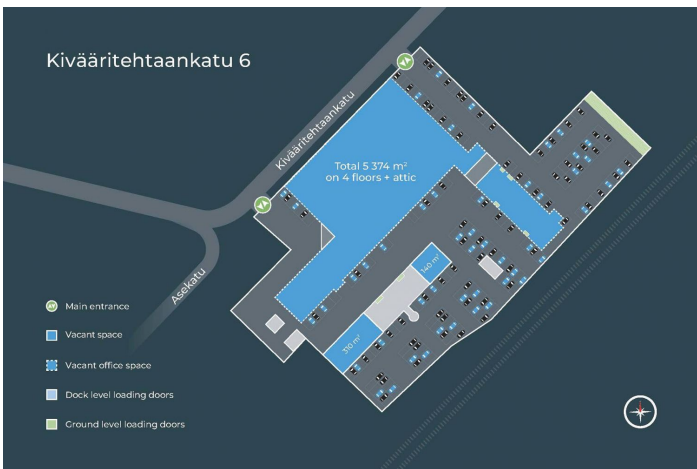 Kivääritehtaankatu 6
Kivääritehtaankatu
Total 5 374 m²
on 4 floors + attic
140 m²
310 m²
Asekatu
Main entrance
Vacant space
Vacant office space
Dock level loading doors
Ground level loading doors